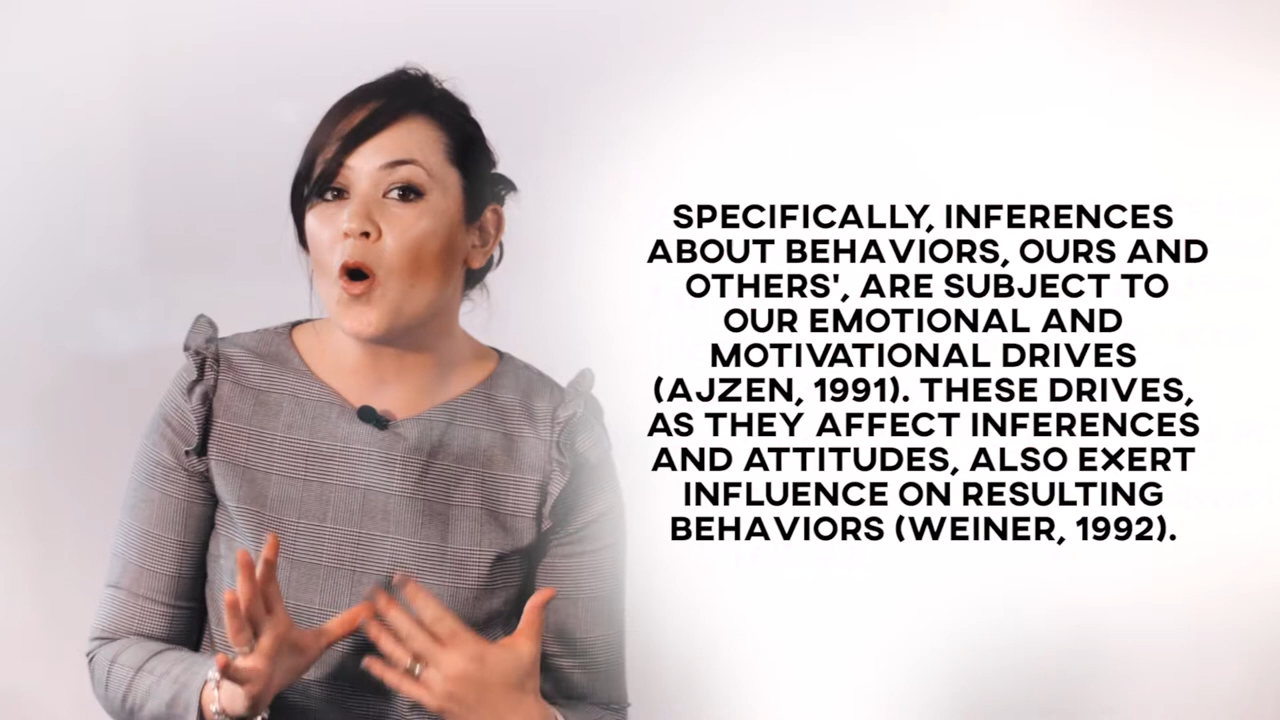 SPECIFICALLY, INFERENCES
ABOUT BEHAVIORS, OURS AND
OTHERS', ARE SUBJECT TO
OUR EMOTIONAL AND
MOTIVATIONAL DRIVES
(AJZEN, 1991). THESE DRIVES,
AS THEY AFFECT INFERENCES
AND ATTITUDES, ALSO EXERT
INFLUENCE ON RESULTING
BEHAVIORS (WEINER, 1992).